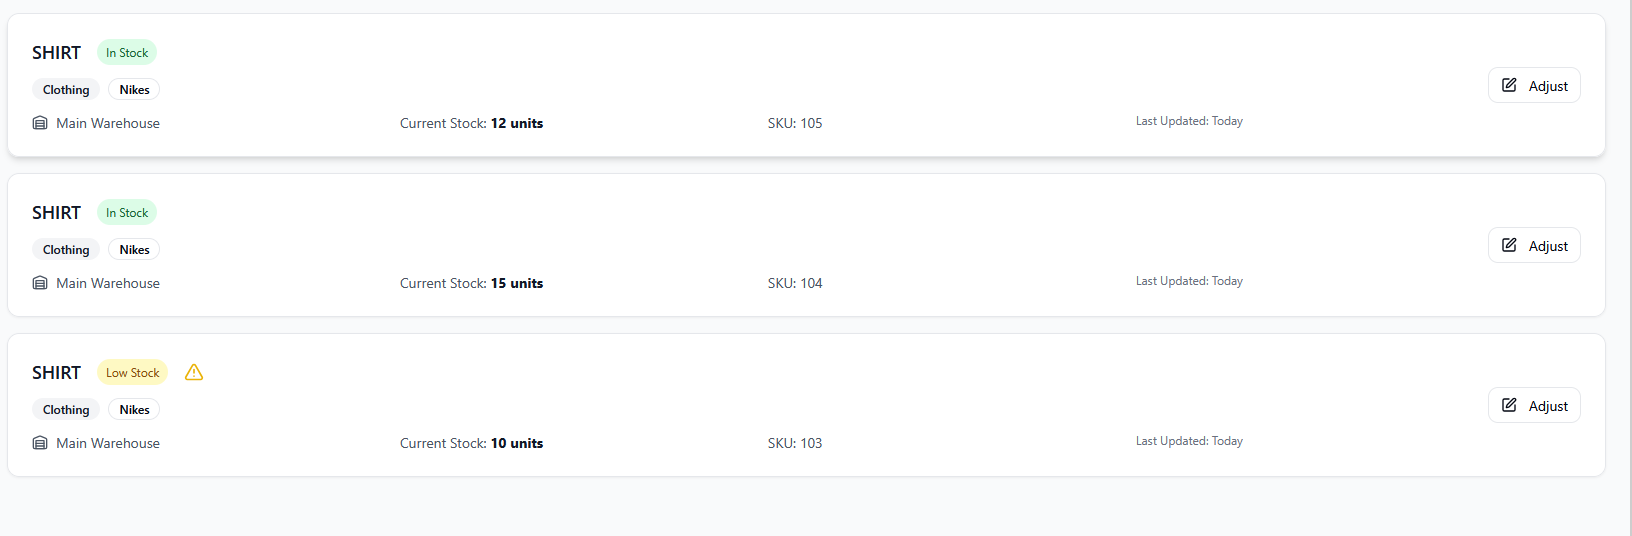 SHIRT In Stock
Clothing Nikes
Adjust
Main Warehouse Current Stock: 12 units SKU: 105 Last Updated: Today
SHIRT In Stock
Clothing Nikes
Adjust
Main Warehouse Current Stock: 15 units SKU: 104 Last Updated: Today
SHIRT Low Stock
Clothing Nikes
Adjust
Main Warehouse Current Stock: 10 units SKU: 103 Last Updated: Today